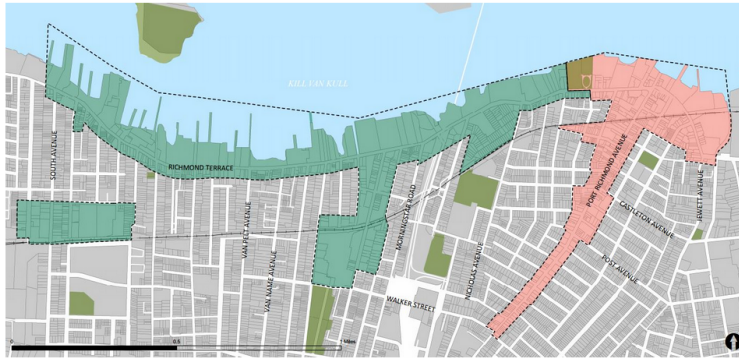 KILL VAN KULL
RICHMOND TERRACE
SOUTH AVENUE
VAN PELT AVENUE
VAN NAME AVENUE
MORNINGSTAR ROAD
WALKER STREET
NICHOLAS AVENUE
PORT RICHMOND AVENUE
CASTLETON AVENUE
POST AVENUE
JEWETT AVENUE
0 0.5 1 Miles